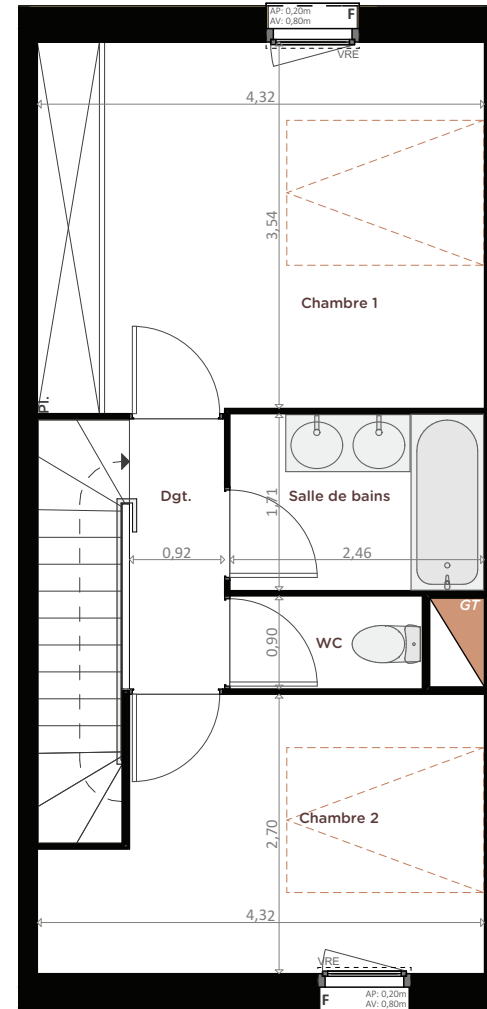 AP: 0,20m
AV: 0,80m
F
VRE
4,32
3,54
Chambre 1
Pl.
Dgt.
Salle de bains
1,71
0,92
2,46
GT
WC
0,90
Chambre 2
2,70
4,32
VRE
F
AP: 0,20m
AV: 0,80m